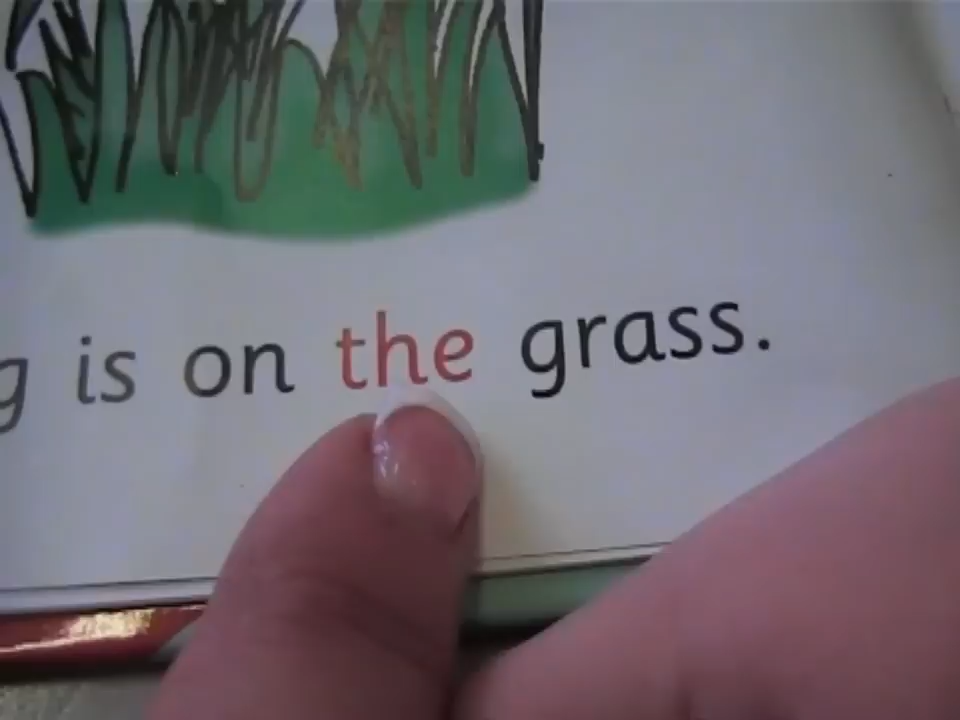 g is on the grass.